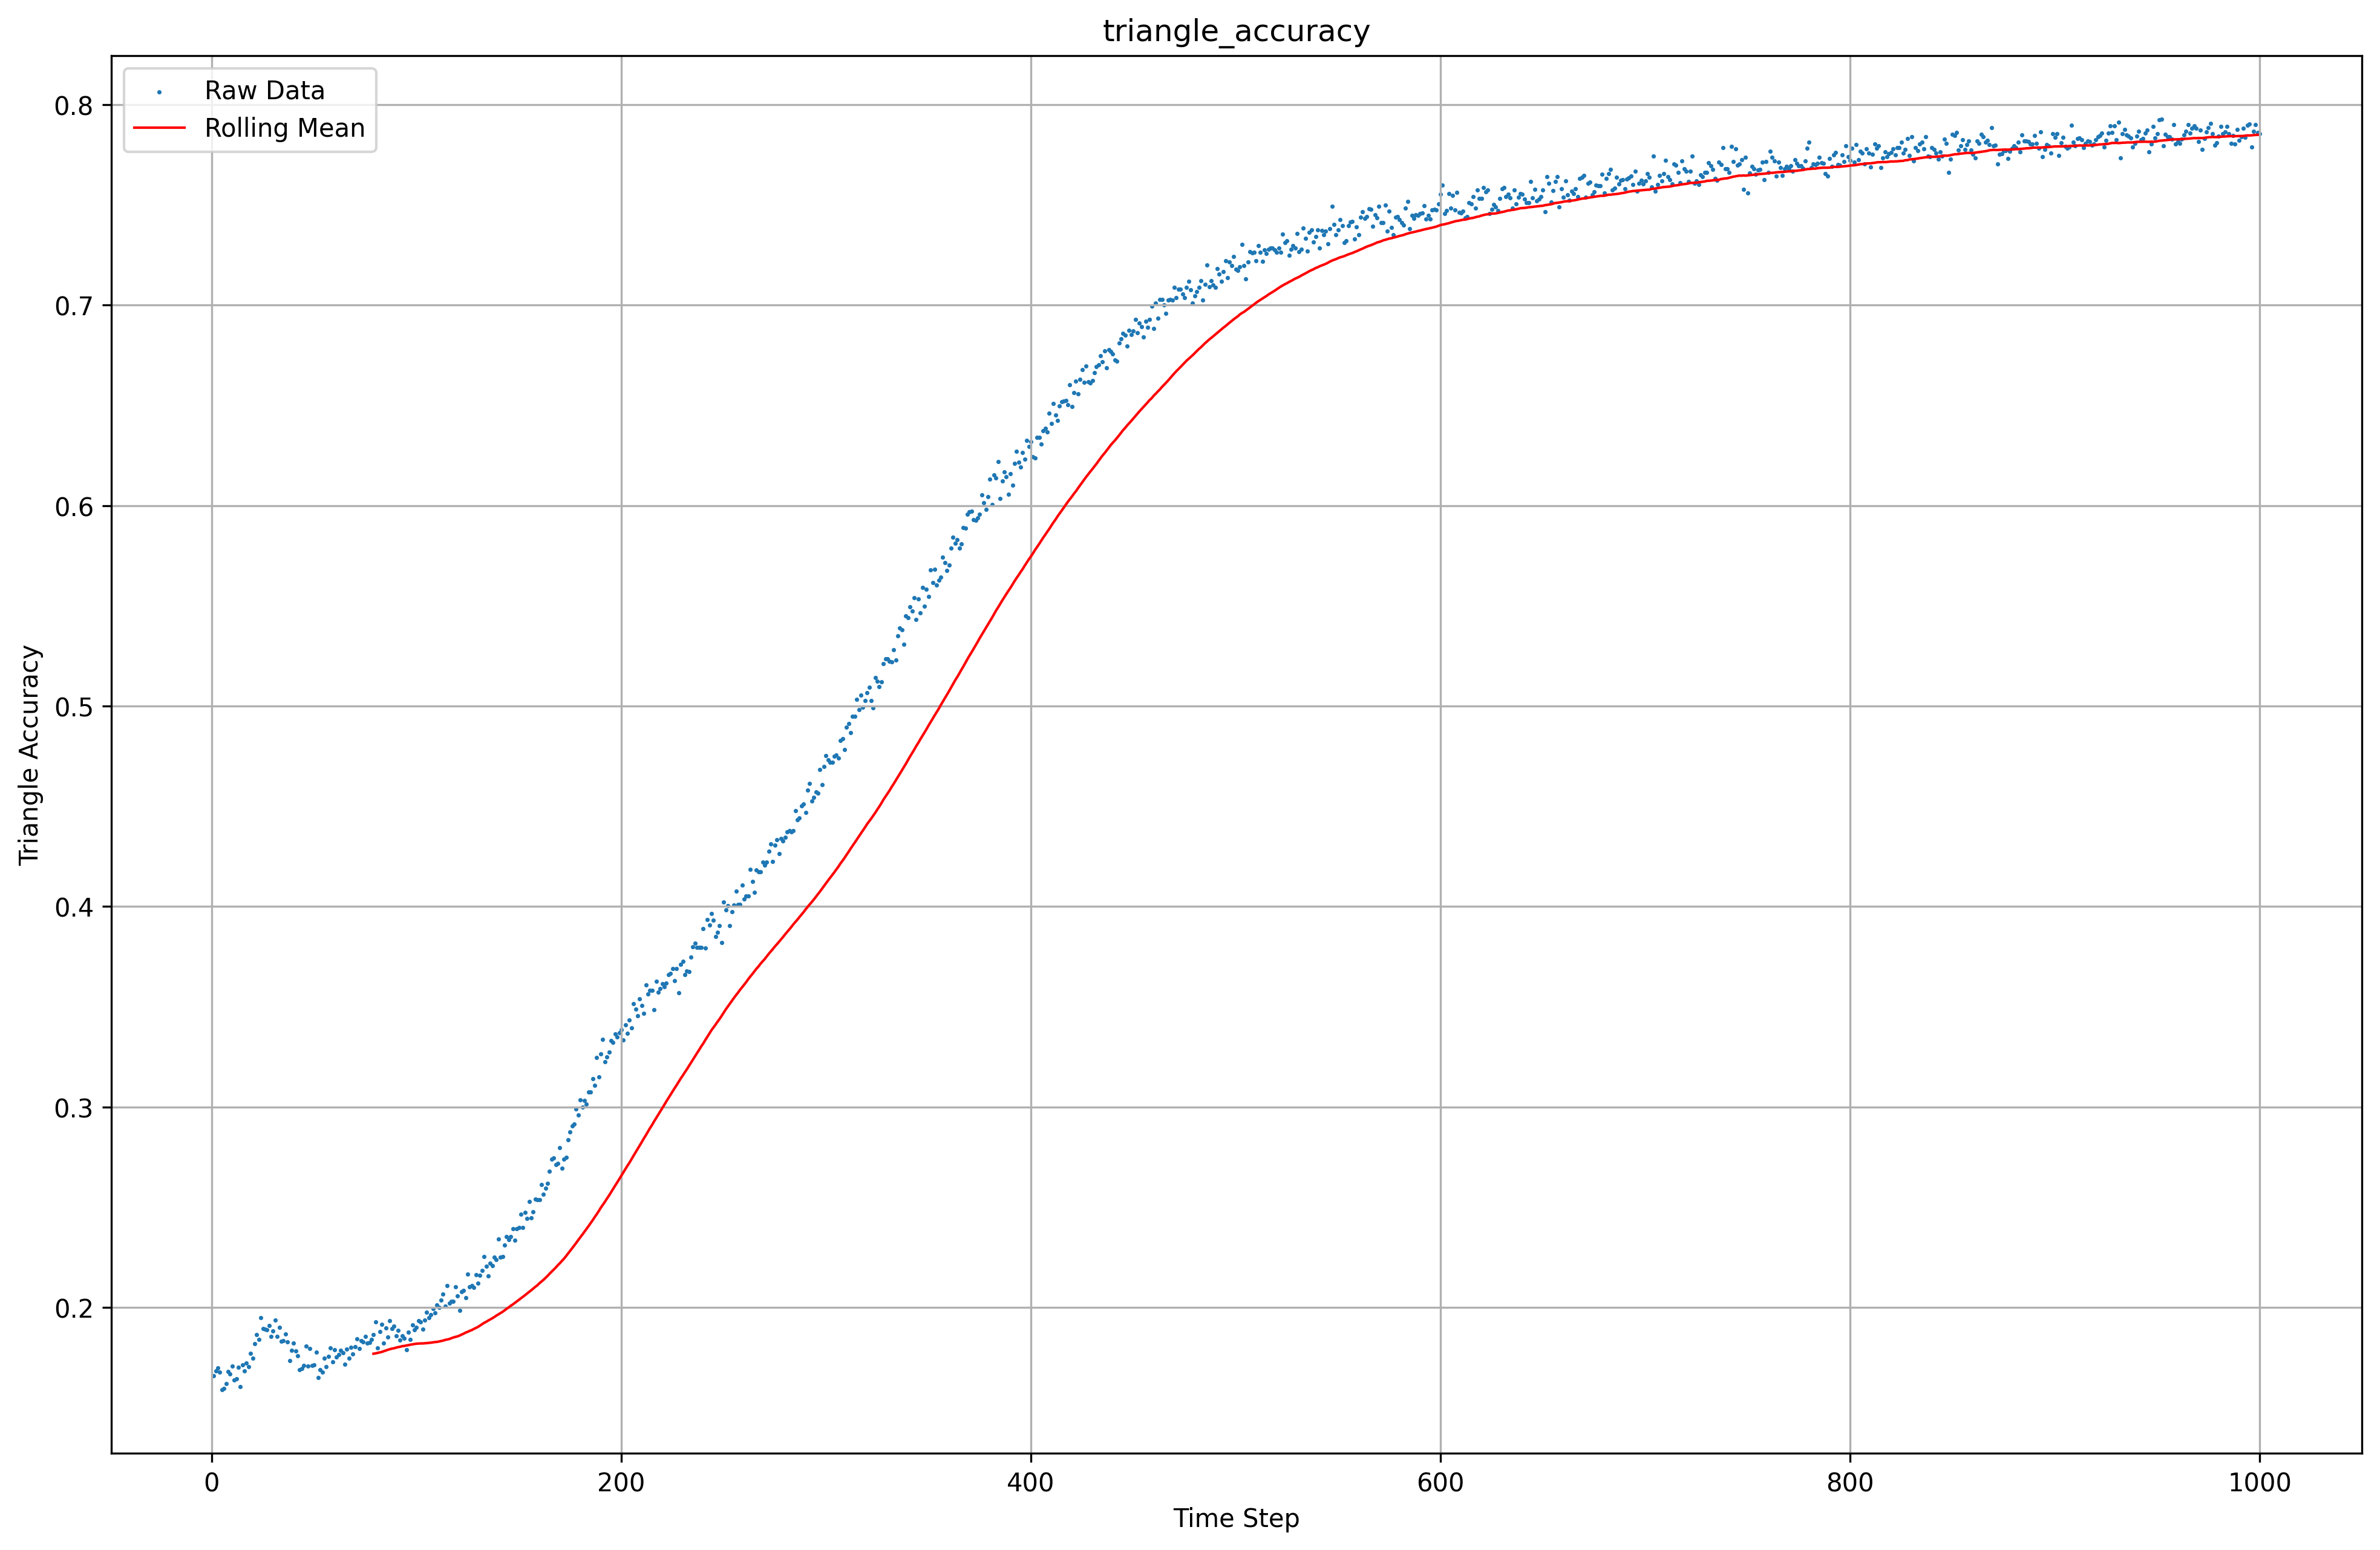 triangle_accuracy
Raw Data
Rolling Mean
0.8
0.7
0.6
0.5
0.4
0.3
0.2
Triangle Accuracy
0 200 400 600 800 1000
Time Step